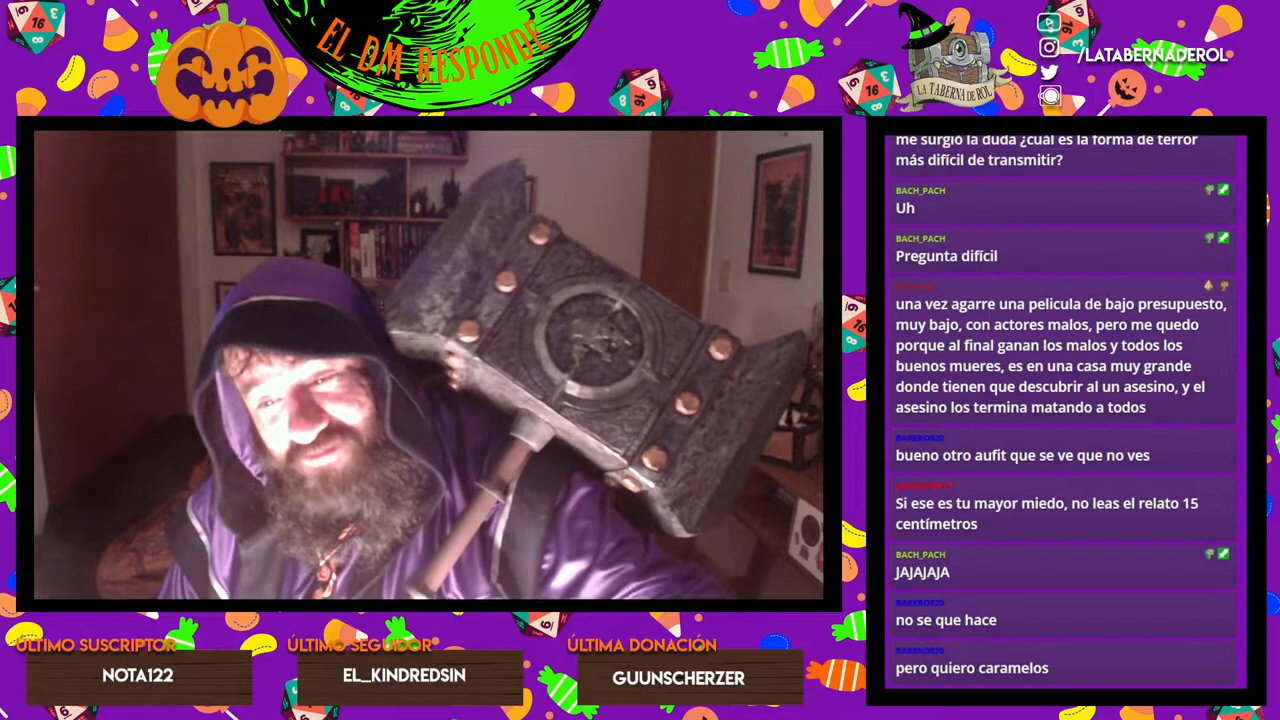 EL DM RESPONDE
LA TABERNA DE ROL
/LATABERNADEROL
me surgió la duda ¿cuál es la forma de terror
más difícil de transmitir?
BACH_PACH
Uh
BACH_PACH
Pregunta difícil
una vez agarre una pelicula de bajo presupuesto,
muy bajo, con actores malos, pero me quedo
porque al final ganan los malos y todos los
buenos mueres, es en una casa muy grande
donde tienen que descubrir al un asesino, y el
asesino los termina matando a todos
bueno otro aufit que se ve que no ves
Si ese es tu mayor miedo, no leas el relato 15
centímetros
BACH_PACH
JAJAJAJA
no se que hace
pero quiero caramelos
ÚLTIMO SUSCRIPTOR
NOTA122
ÚLTIMO SEGUIDOR
EL_KINDREDSIN
ÚLTIMA DONACIÓN
GUUNSCHERZER